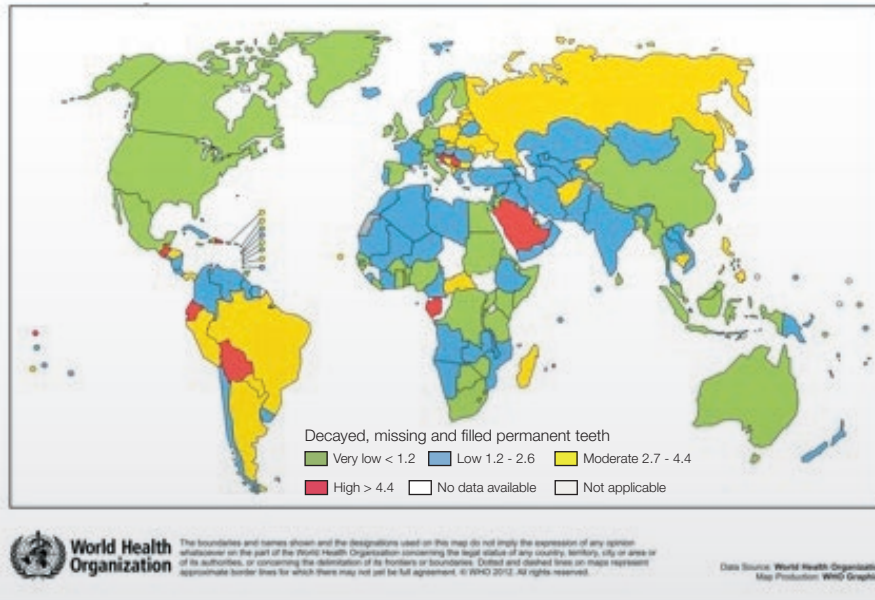 Decayed, missing and filled permanent teeth
Very low < 1.2 Low 1.2 - 2.6 Moderate 2.7 - 4.4
High > 4.4 No data available Not applicable
World Health
Organization
The boundaries and names shown and the designations used on this map do not imply the expression of any opinion
whatsoever on the part of the World Health Organization concerning the legal status of any country, territory, city or area or
of its authorities, or concerning the delimitation of its frontiers or boundaries. Dotted and dashed lines on maps represent
approximate border lines for which there may not yet be full agreement. © WHO 2012. All rights reserved.
Data Source: World Health Organizatio
Map Production: WHO Graphi